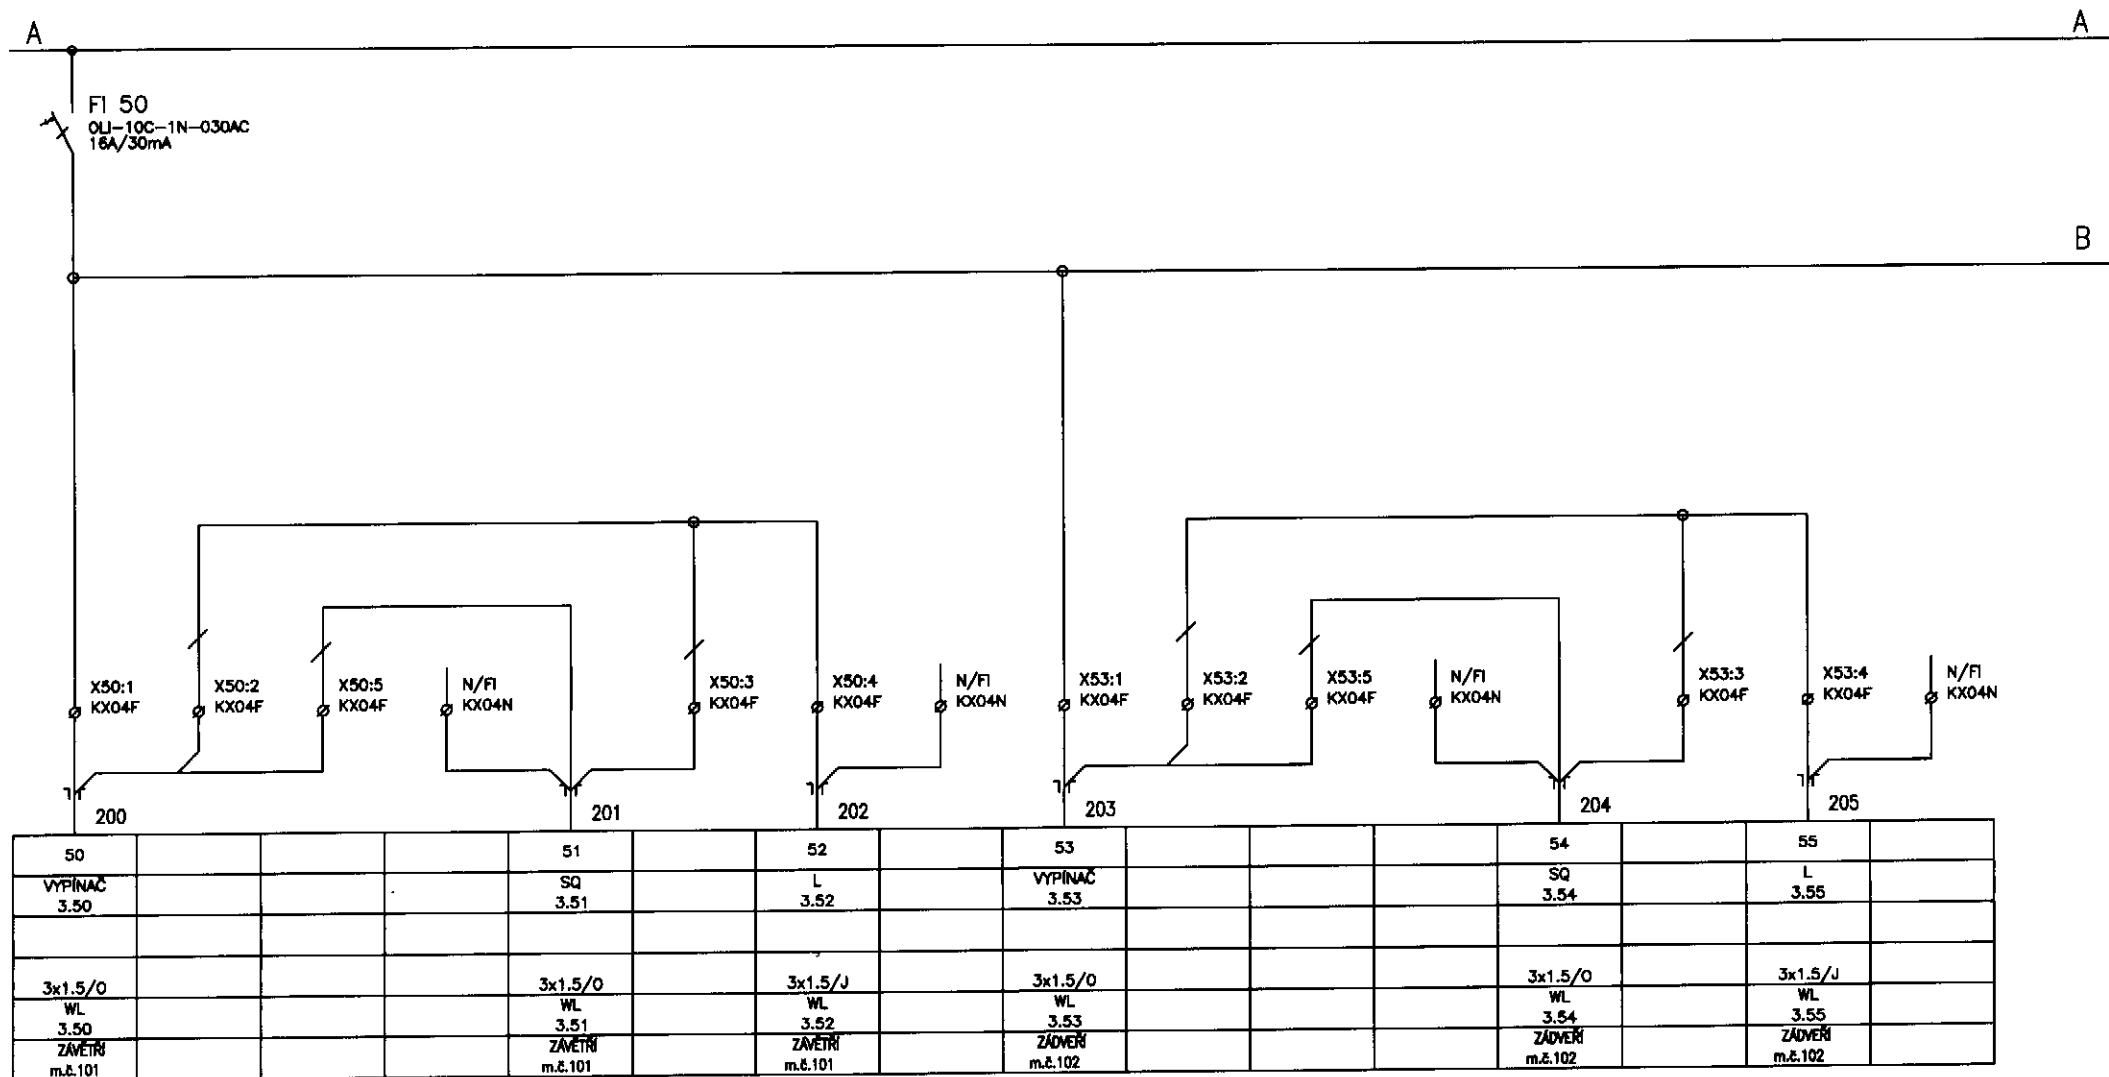 A A
FI 50
OLI-10C-1N-030AC
16A/30mA
B
X50:1 X50:2 X50:5 N/FI X50:3 X50:4 N/FI X53:1 X53:2 X53:5 N/FI X53:3 X53:4 N/FI
KX04F KX04F KX04F KX04N KX04F KX04F KX04N KX04F KX04F KX04F KX04N KX04F KX04F KX04N
200 201 202 203 204 205
50 51 52 53 54 55
VYPÍNAČ SQ L VYPÍNAČ SQ L
3.50 3.51 3.52 3.53 3.54 3.55
3x1.5/O 3x1.5/O 3x1.5/J 3x1.5/O 3x1.5/O 3x1.5/J
WL WL WL WL WL WL
3.50 3.51 3.52 3.53 3.54 3.55
ZÁVĚTŘÍ ZÁVĚTŘÍ ZÁVĚTŘÍ ZÁDVEŘÍ ZÁDVEŘÍ ZÁDVEŘÍ
m.č.101 m.č.101 m.č.101 m.č.102 m.č.102 m.č.102